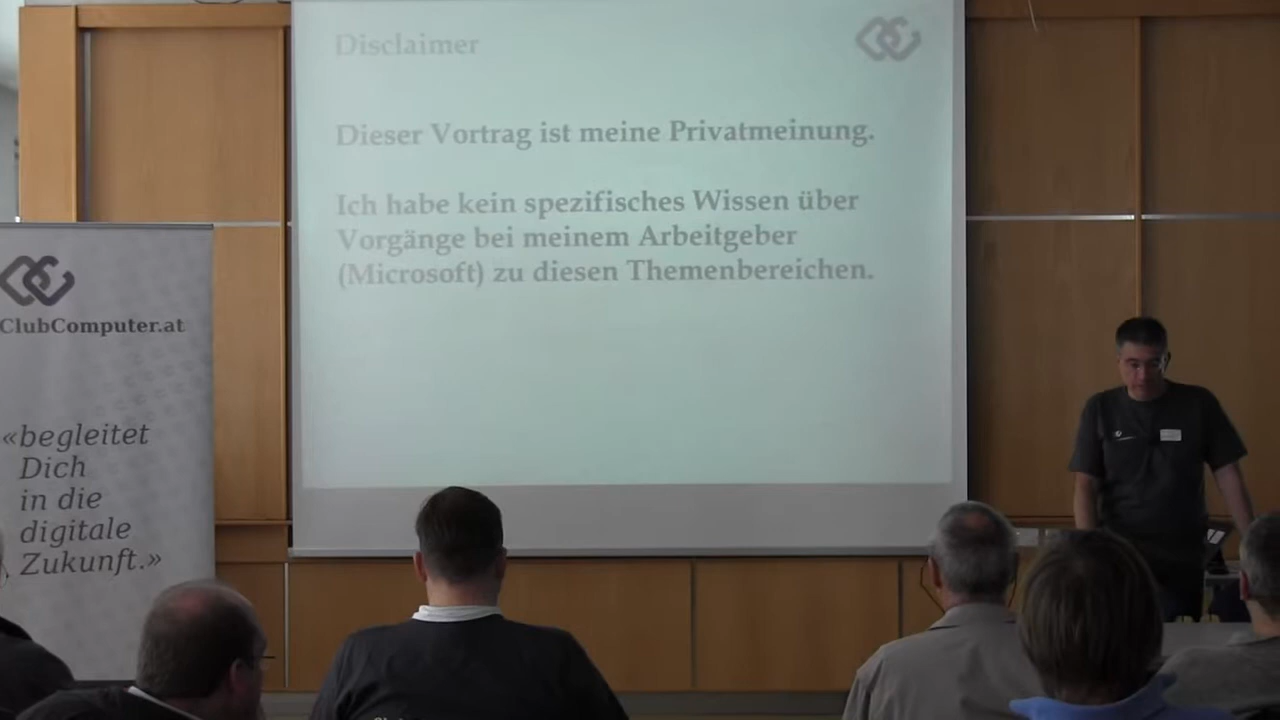 Disclaimer
Dieser Vortrag ist meine Privatmeinung.
Ich habe kein spezifisches Wissen über
Vorgänge bei meinem Arbeitgeber
(Microsoft) zu diesen Themenbereichen.
ClubComputer.at
«begleitet
Dich
in die
digitale
Zukunft.»